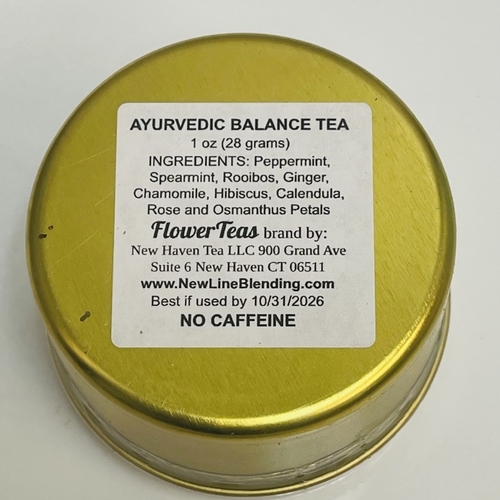 AYURVEDIC BALANCE TEA
1 oz (28 grams)
INGREDIENTS: Peppermint,
Spearmint, Rooibos, Ginger,
Chamomile, Hibiscus, Calendula,
Rose and Osmanthus Petals
FlowerTeas brand by:
New Haven Tea LLC 900 Grand Ave
Suite 6 New Haven CT 06511
www.NewLineBlending.com
Best if used by 10/31/2026
NO CAFFEINE